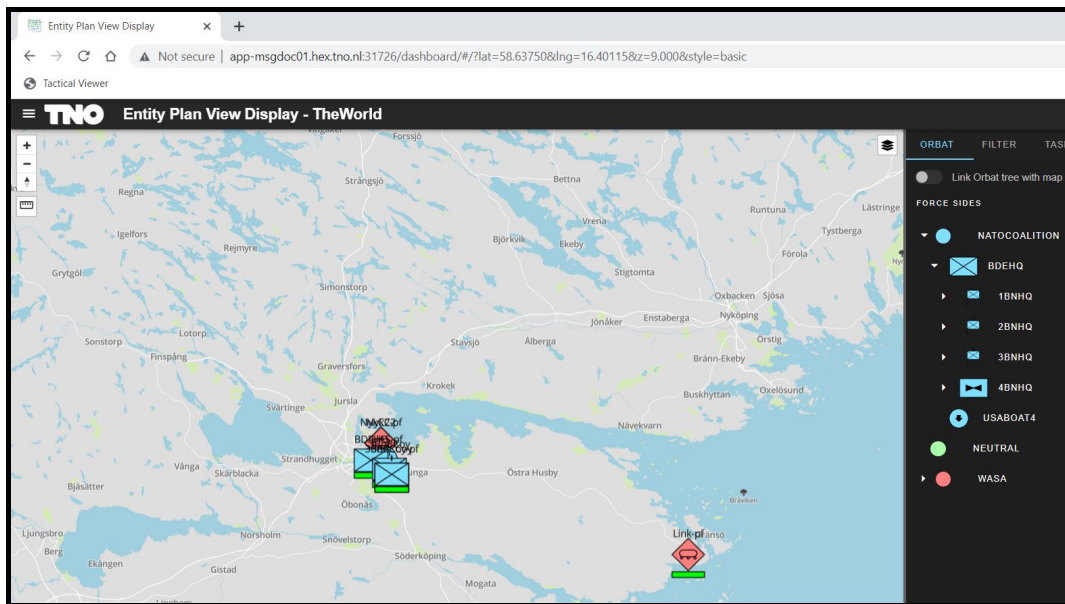 Entity Plan View Display
Not secure | app-msgdoc01.hex.tno.nl:31726/dashboard/#/?lat=58.63750&lng=16.40115&z=9.000&style=basic
Tactical Viewer
TNO Entity Plan View Display - TheWorld
ORBAT FILTER TASK
Link Orbat tree with map
FORCE SIDES
NATOCOALITION
BDEHQ
1BNHQ
2BNHQ
3BNHQ
4BNHQ
USABOAT4
NEUTRAL
WASA
Forssjö
Strångsjö
Bettna
Regna
Vrena
Runtuna
Lästringe
Tystberga
Igelfors
Rejmyre
Björkvik
Ekeby
Förola
Grytgöl
Stigtomta
Simonstorp
Oxbacken
Sjösa
Nyköping
Jönåker
Enstaberga
Sonstorp
Lotorp
Stavsjö
Ålberga
Örstig
Finspång
Graversfors
Bränn-Ekeby
Krokek
Buskhyttan
Oxelösund
Svärtinge
Jursla
Nävekvarn
Vånga
Strandhugget
Skärblacka
Östra Husby
Bjäsätter
Öbonäs
Bråviken
Ljungsbro
Norsholm
Snövelstorp
Link-pf
Berg
Ekängen
Gistad
Söderköping
Mogata